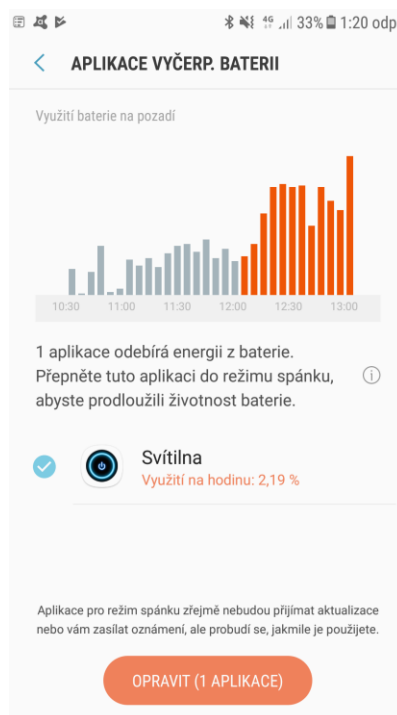 4G 33% 1:20 odp
APLIKACE VYČERP. BATERII
Využití baterie na pozadí
10:30 11:00 11:30 12:00 12:30 13:00
1 aplikace odebírá energii z baterie.
Přepněte tuto aplikaci do režimu spánku,
abyste prodloužili životnost baterie.
Svítilna
Využití na hodinu: 2,19 %
Aplikace pro režim spánku zřejmě nebudou přijímat aktualizace
nebo vám zasílat oznámení, ale probudí se, jakmile je použijete.
OPRAVIT (1 APLIKACE)